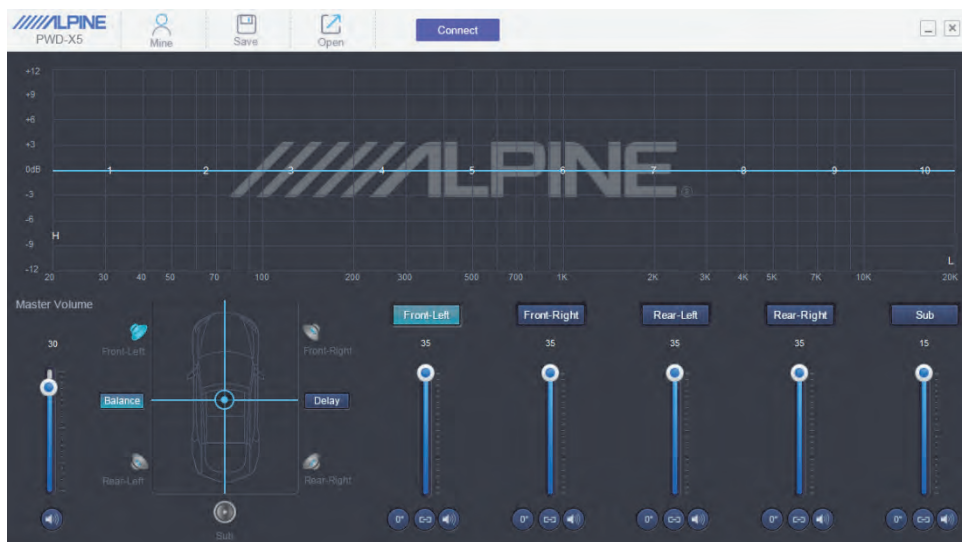 ALPINE
PWD-X5
Mine
Save
Open
Connect
+12
+9
+6
+3
0dB
-3
-6
-9
-12
1 2 3 4 5 6 7 8 9 10
ALPINE
H
L
20 30 40 50 70 100 200 300 500 700 1K 2K 3K 4K 5K 7K 10K 20K
Master Volume
30
Front-Left
Front-Right
Balance
Delay
Rear-Left
Rear-Right
Sub
Front-Left Front-Right Rear-Left Rear-Right Sub
35 35 35 35 15
0° 0° 0° 0° 0°